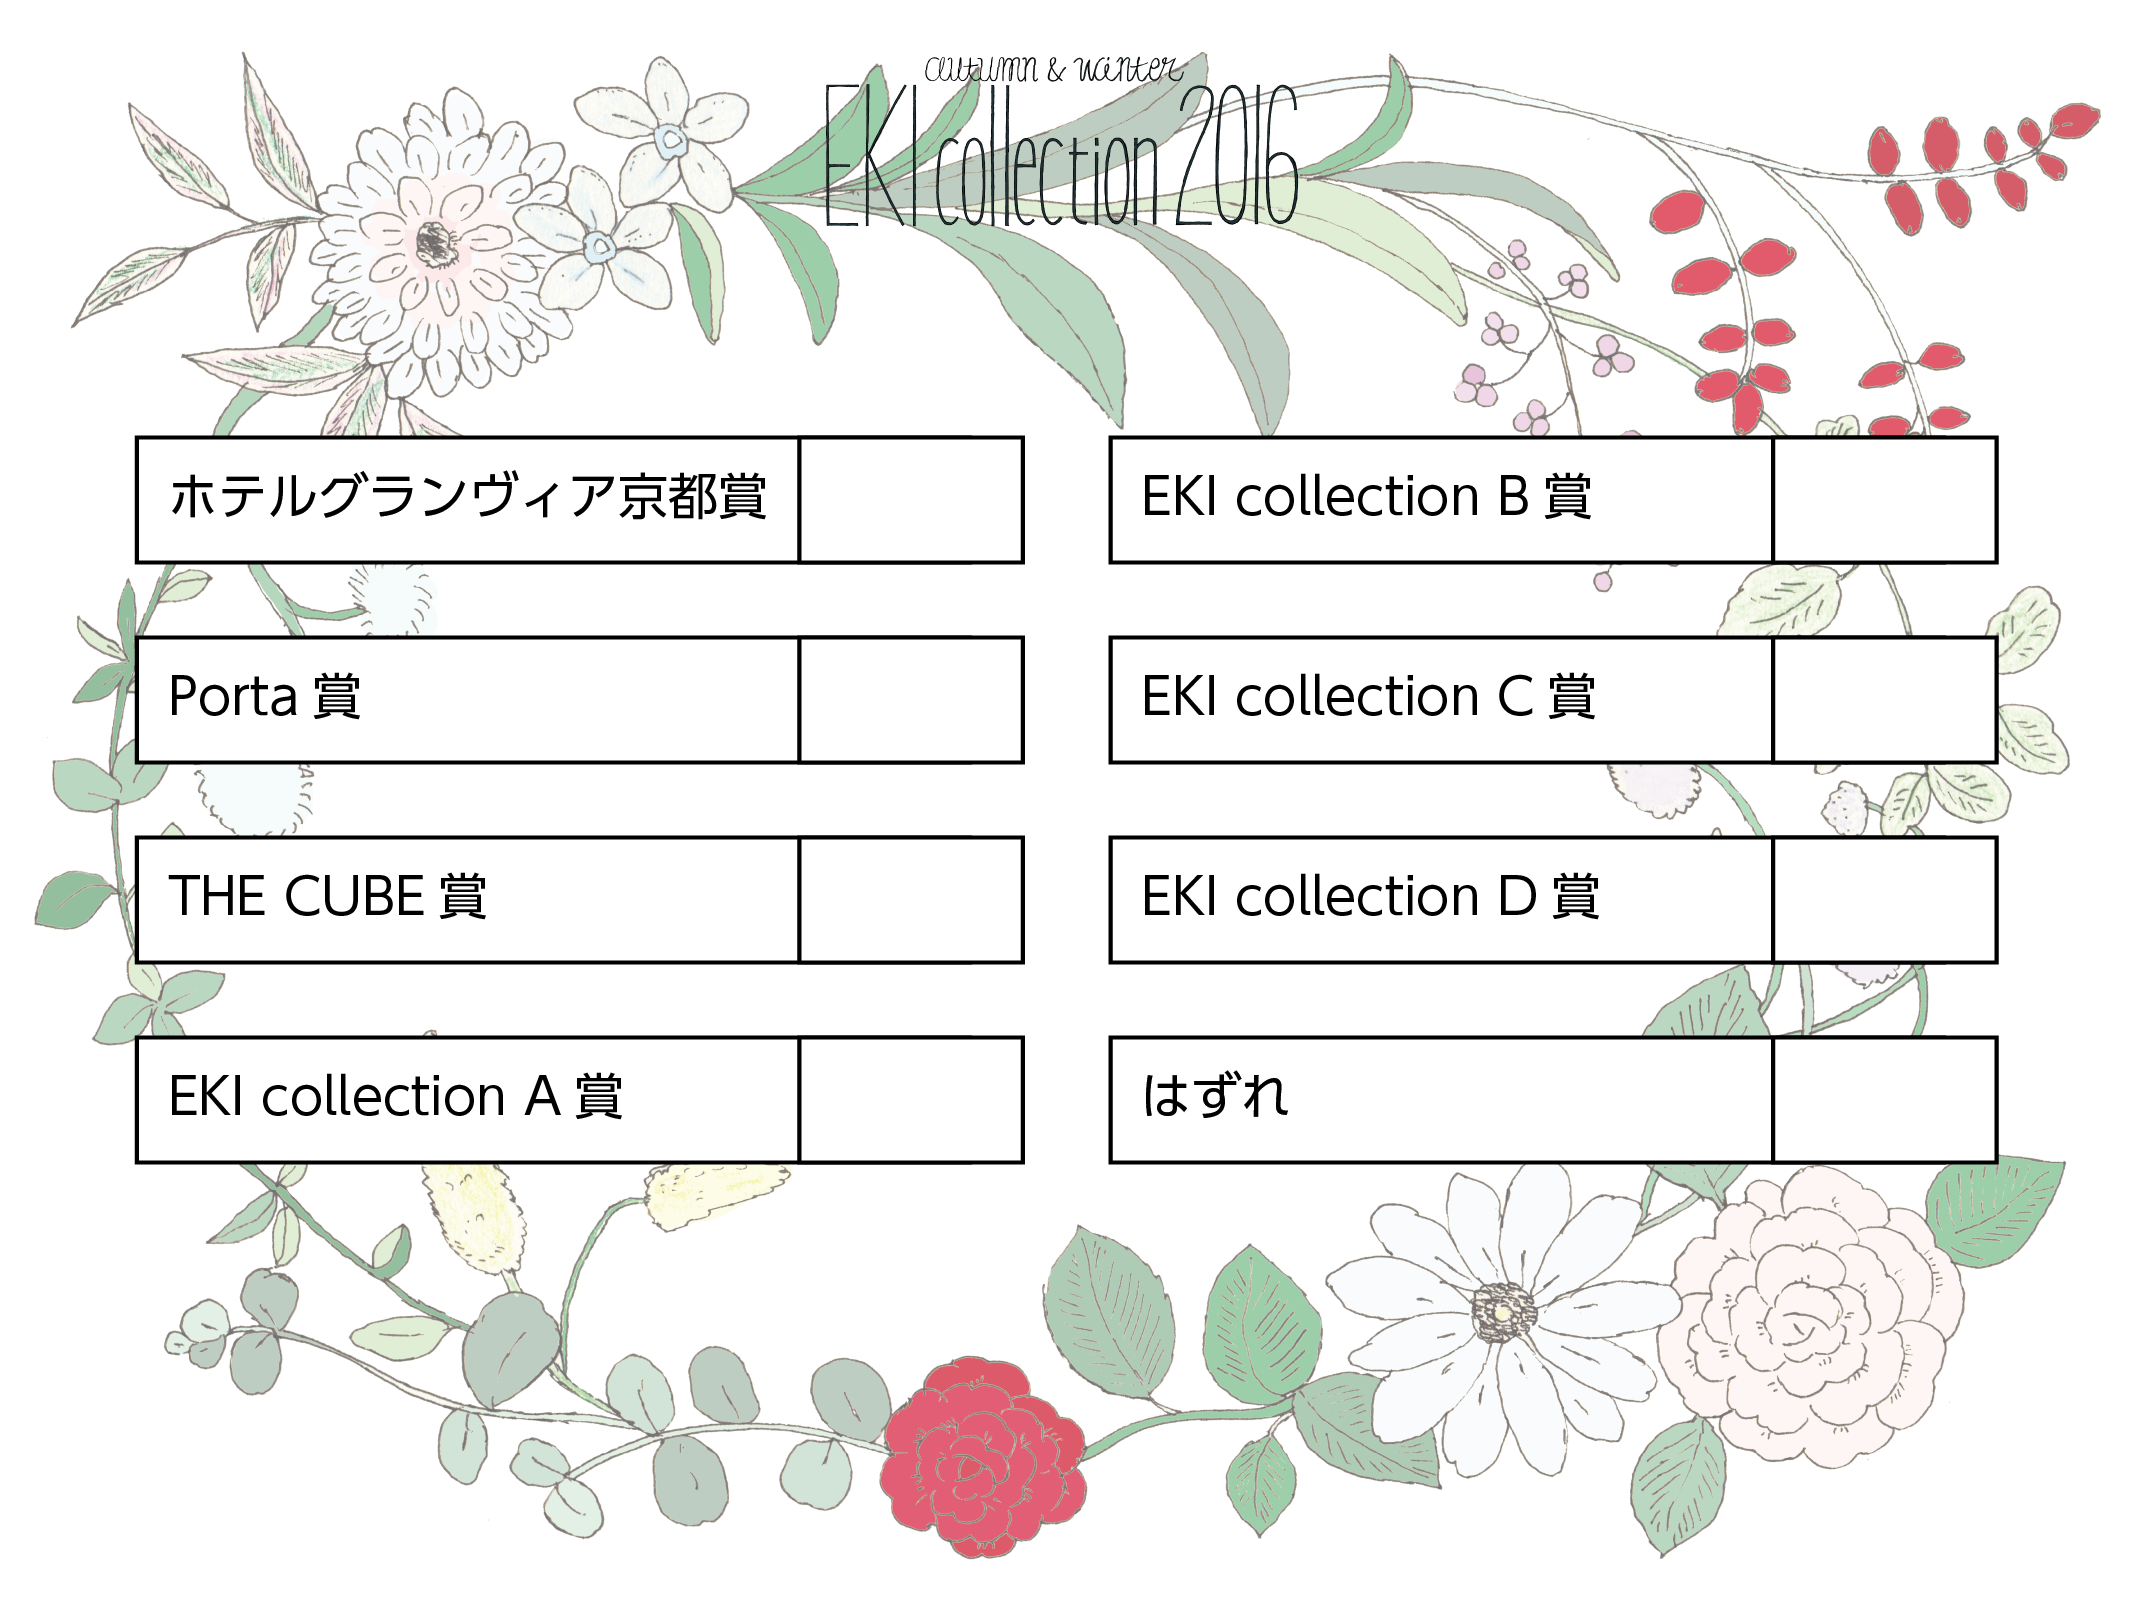 autumn & winter
EKI collection 2016
ホテルグランヴィア京都賞
Porta 賞
THE CUBE 賞
EKI collection A 賞
EKI collection B 賞
EKI collection C 賞
EKI collection D 賞
はずれ